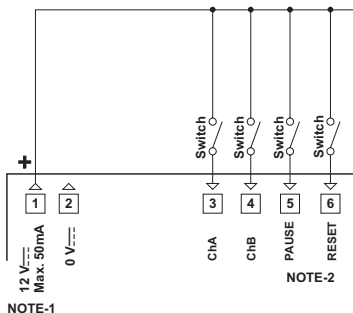 Switch
Switch
Switch
Switch
+
1
2
3
4
5
6
12 V
Max. 50mA
0 V
ChA
ChB
PAUSE
RESET
NOTE-2
NOTE-1